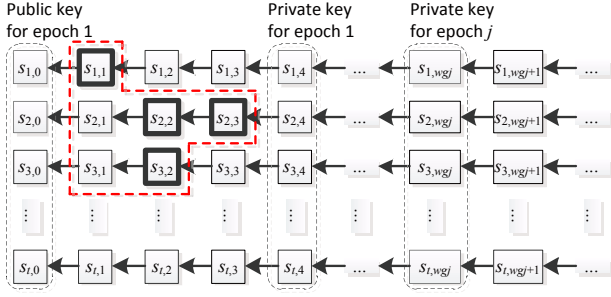 Public key for epoch 1
Private key for epoch 1
Private key for epoch j
s1,0 s1,1 s1,2 s1,3 s1,4 ... s1,wgj s1,wgj+1 ...
s2,0 s2,1 s2,2 s2,3 s2,4 ... s2,wgj s2,wgj+1 ...
s3,0 s3,1 s3,2 s3,3 s3,4 ... s3,wgj s3,wgj+1 ...
... ... ... ... ... ... ...
st,0 st,1 st,2 st,3 st,4 ... st,wgj st,wgj+1 ...